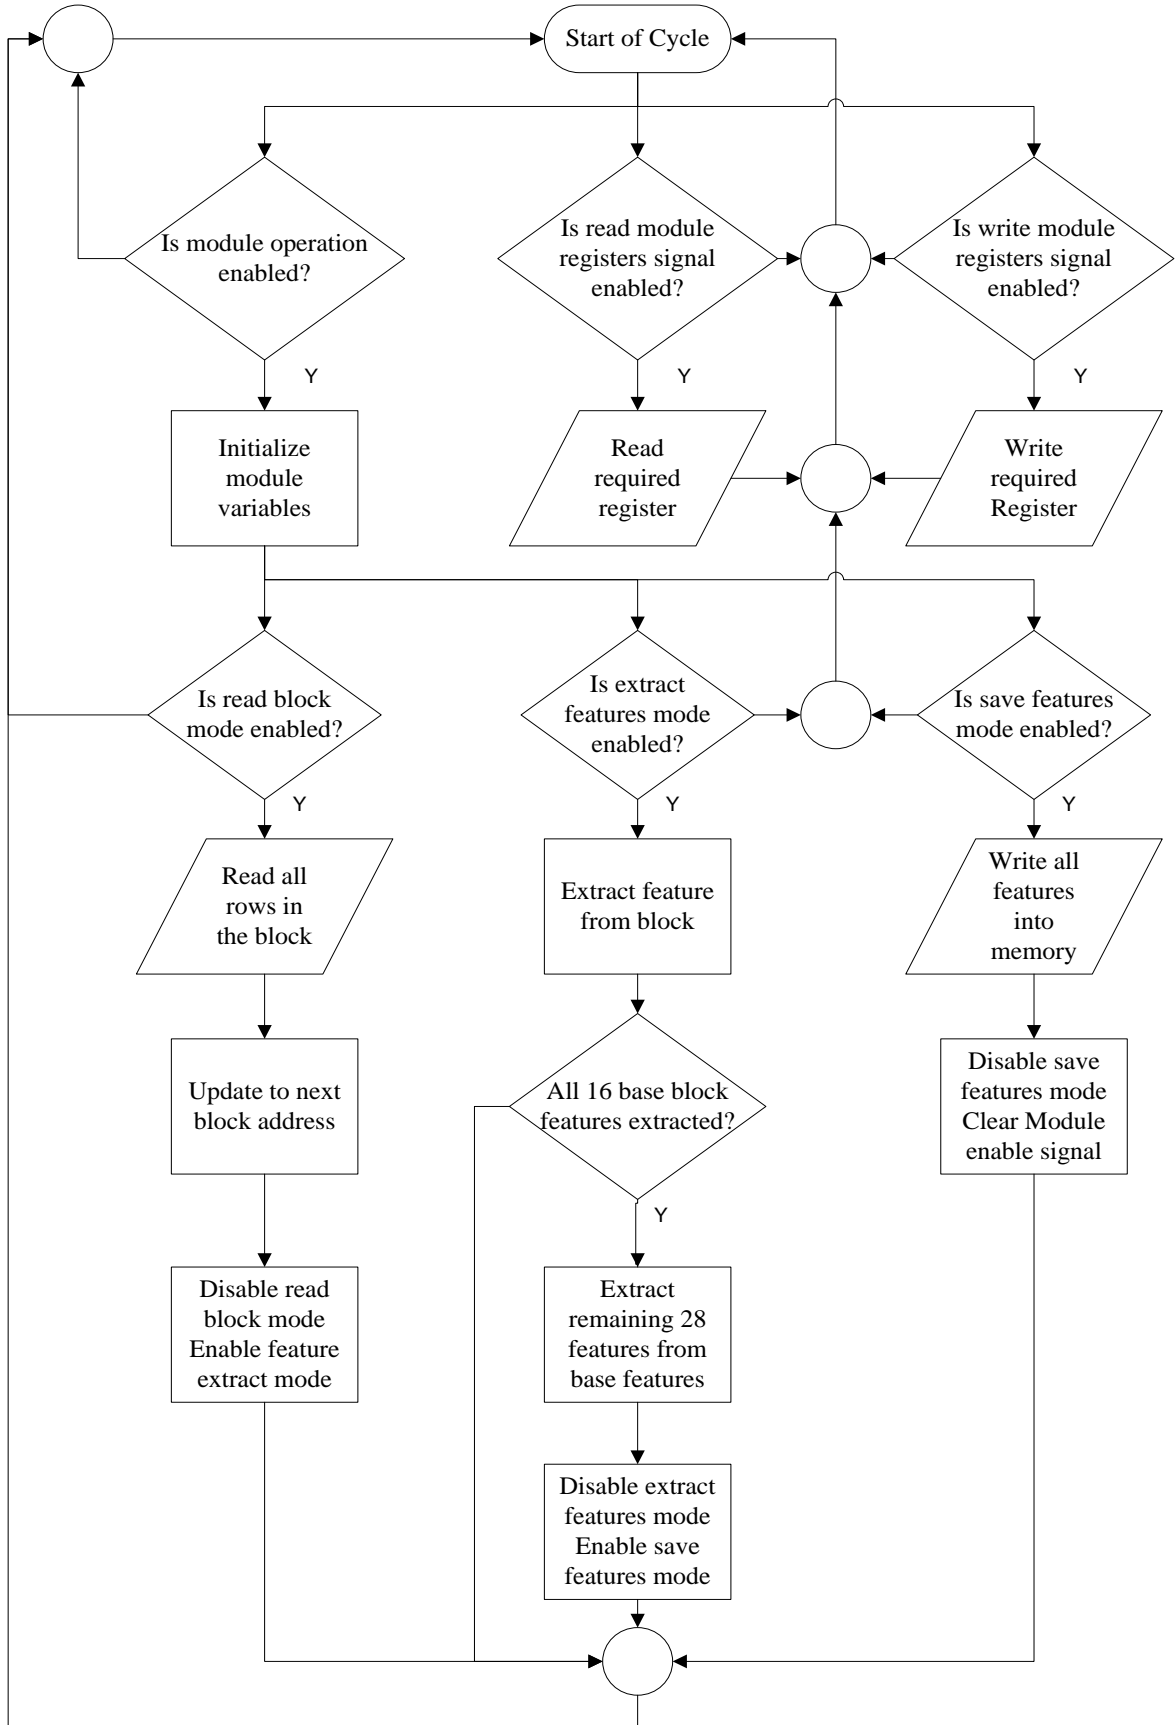 Start of Cycle
Is module operation
enabled?
Is read module
registers signal
enabled?
Is write module
registers signal
enabled?
Y
Y
Y
Initialize
module
variables
Read
required
register
Write
required
Register
Is read block
mode enabled?
Is extract
features mode
enabled?
Is save features
mode enabled?
Y
Y
Y
Read all
rows in
the block
Extract feature
from block
Write all
features
into
memory
Update to next
block address
All 16 base block
features extracted?
Disable save
features mode
Clear Module
enable signal
Y
Disable read
block mode
Enable feature
extract mode
Extract
remaining 28
features from
base features
Disable extract
features mode
Enable save
features mode